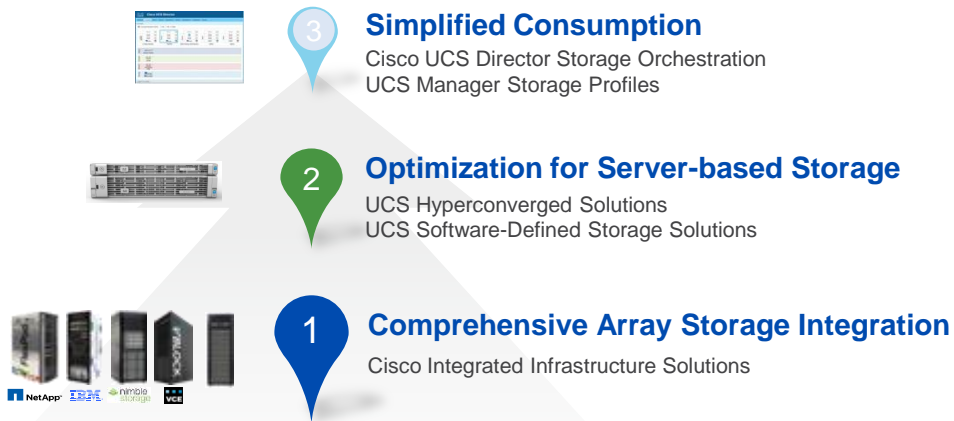 3
Simplified Consumption
Cisco UCS Director Storage Orchestration
UCS Manager Storage Profiles
2
Optimization for Server-based Storage
UCS Hyperconverged Solutions
UCS Software-Defined Storage Solutions
1
Comprehensive Array Storage Integration
Cisco Integrated Infrastructure Solutions
NetApp
IBM
nimble
storage
VCE